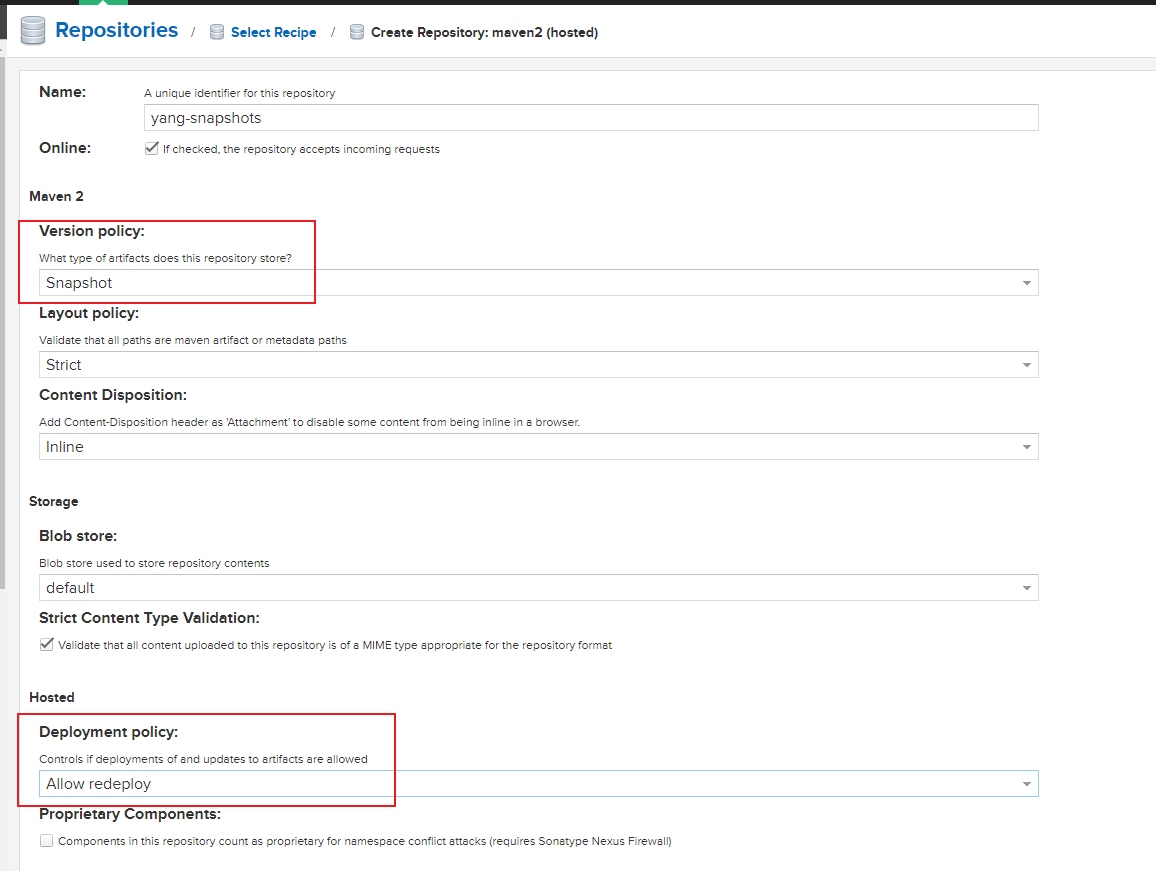 Repositories / Select Recipe / Create Repository: maven2 (hosted)
Name: A unique identifier for this repository
yang-snapshots
Online: If checked, the repository accepts incoming requests
Maven 2
Version policy:
What type of artifacts does this repository store?
Snapshot
Layout policy:
Validate that all paths are maven artifact or metadata paths
Strict
Content Disposition:
Add Content-Disposition header as 'Attachment' to disable some content from being inline in a browser.
Inline
Storage
Blob store:
Blob store used to store repository contents
default
Strict Content Type Validation:
Validate that all content uploaded to this repository is of a MIME type appropriate for the repository format
Hosted
Deployment policy:
Controls if deployments of and updates to artifacts are allowed
Allow redeploy
Proprietary Components:
Components in this repository count as proprietary for namespace conflict attacks (requires Sonatype Nexus Firewall)